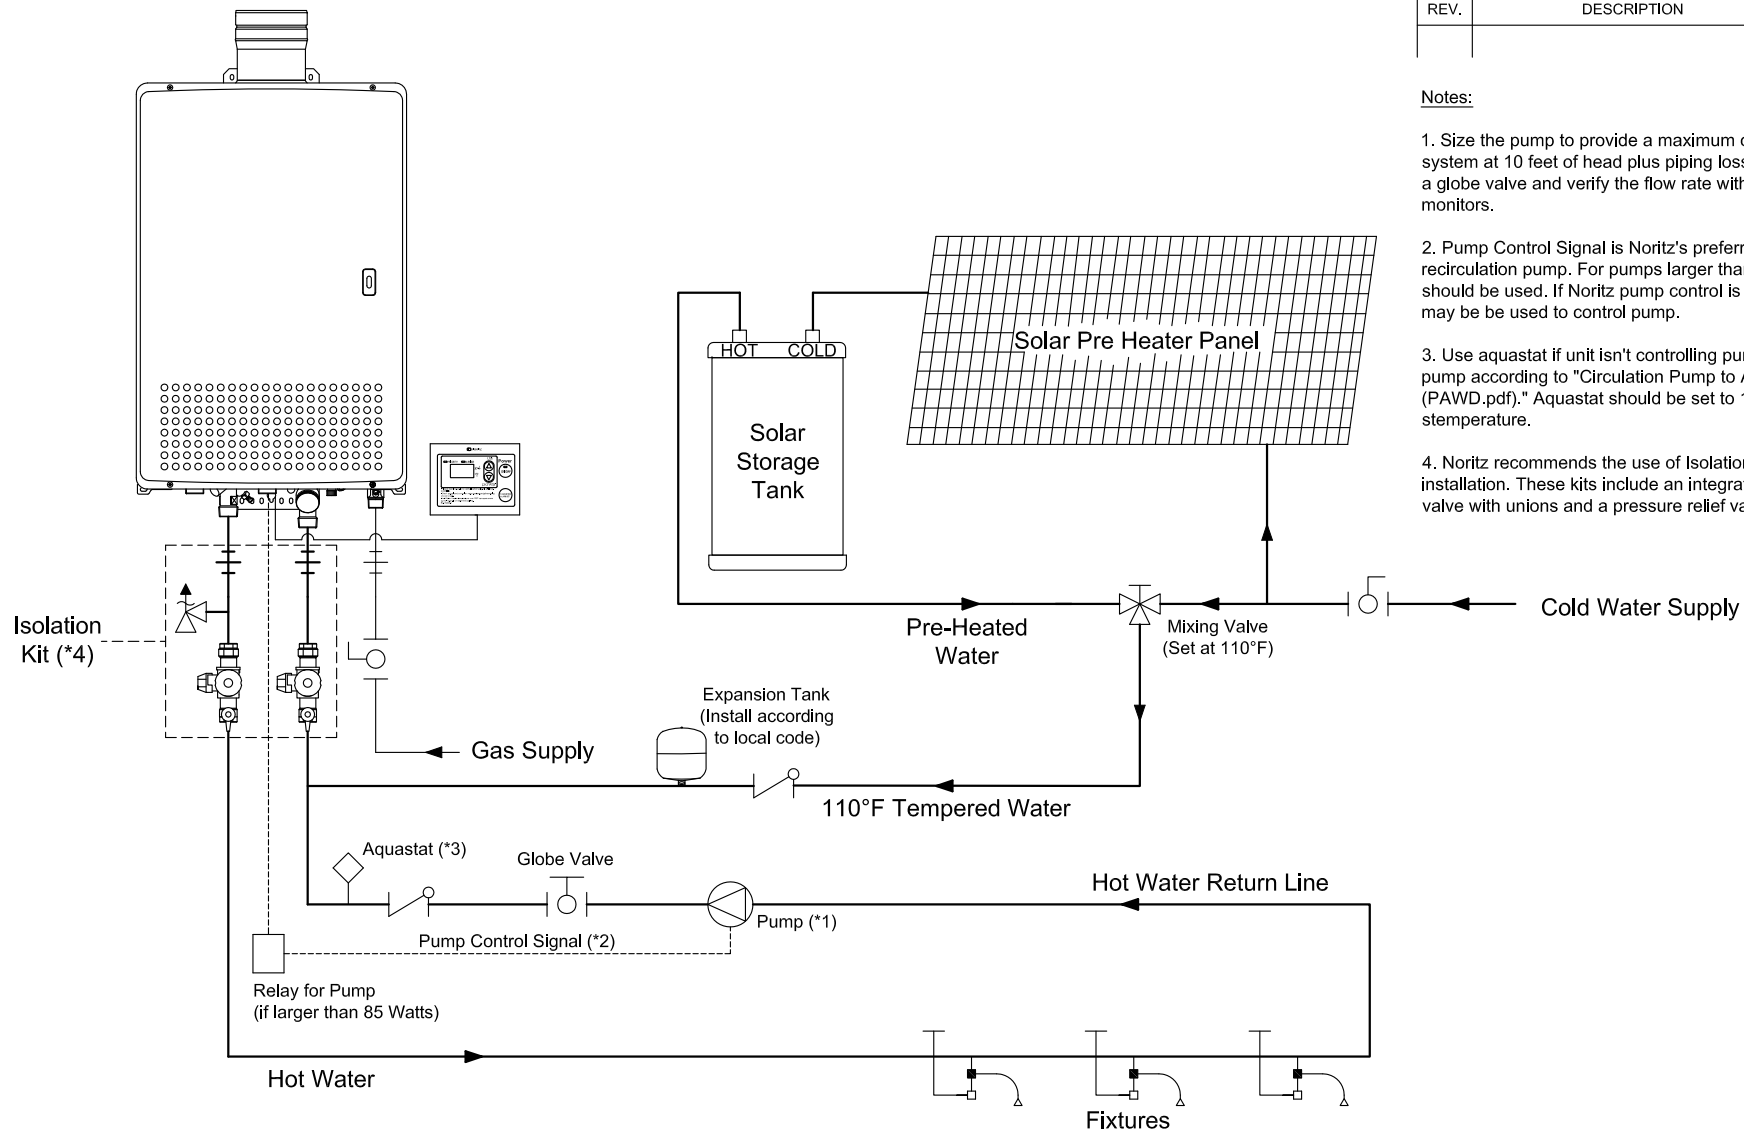 REV.
DESCRIPTION
Notes:
1. Size the pump to provide a maximum
system at 10 feet of head plus piping loss
a globe valve and verify the flow rate with
monitors.
2. Pump Control Signal is Noritz's
recirculation pump. For pumps larger
should be used. If Noritz pump control is
may be be used to control pump.
3. Use aquastat if unit isn't controlling
pump according to "Circulation Pump to
(PAWD.pdf)." Aquastat should be set to
stemperature.
4. Noritz recommends the use of Isolation
installation. These kits include an
valve with unions and a pressure relief
Solar Pre Heater Panel
HOT
COLD
Solar
Storage
Tank
Power
Isolation
Kit (*4)
Pre-Heated
Water
Mixing Valve
(Set at 110°F)
Cold Water Supply
Expansion Tank
(Install according
to local code)
Gas Supply
110°F Tempered Water
Aquastat (*3)
Globe Valve
Hot Water Return Line
Pump (*1)
Pump Control Signal (*2)
Relay for Pump
(if larger than 85 Watts)
Hot Water
Fixtures